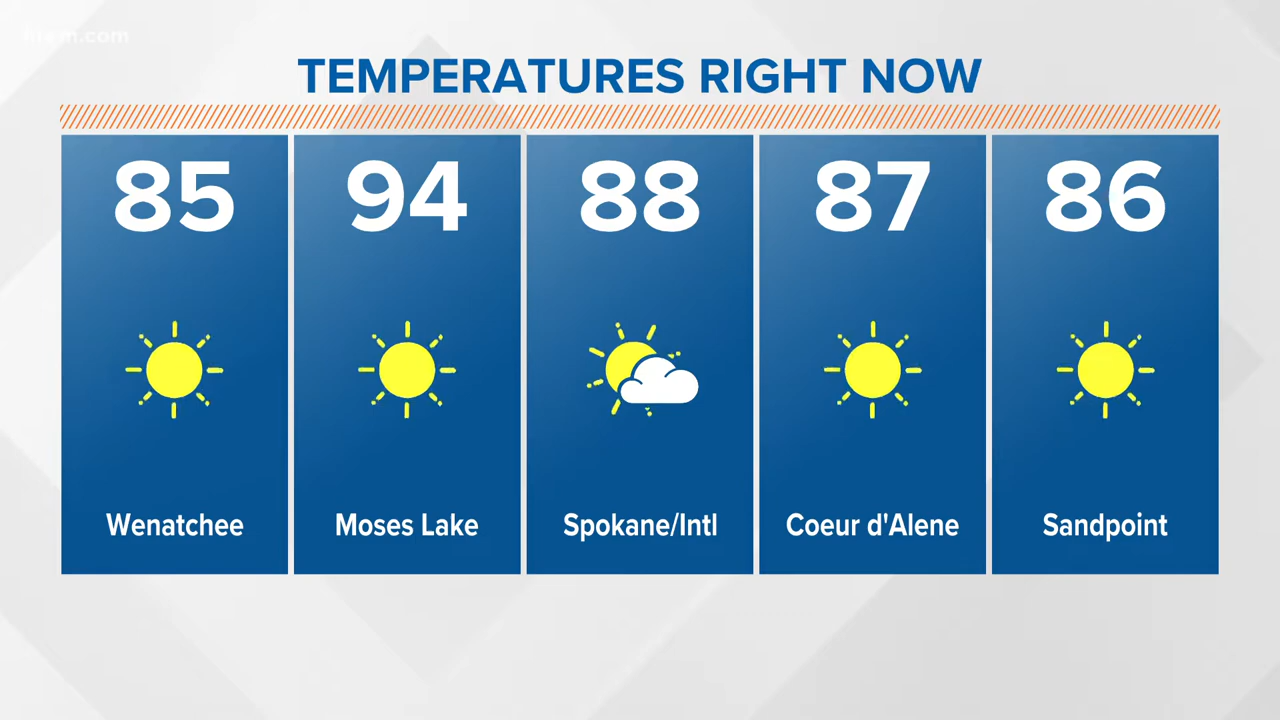 TEMPERATURES RIGHT NOW
85
94
88
87
86
Wenatchee
Moses Lake
Spokane/Intl
Coeur d'Alene
Sandpoint